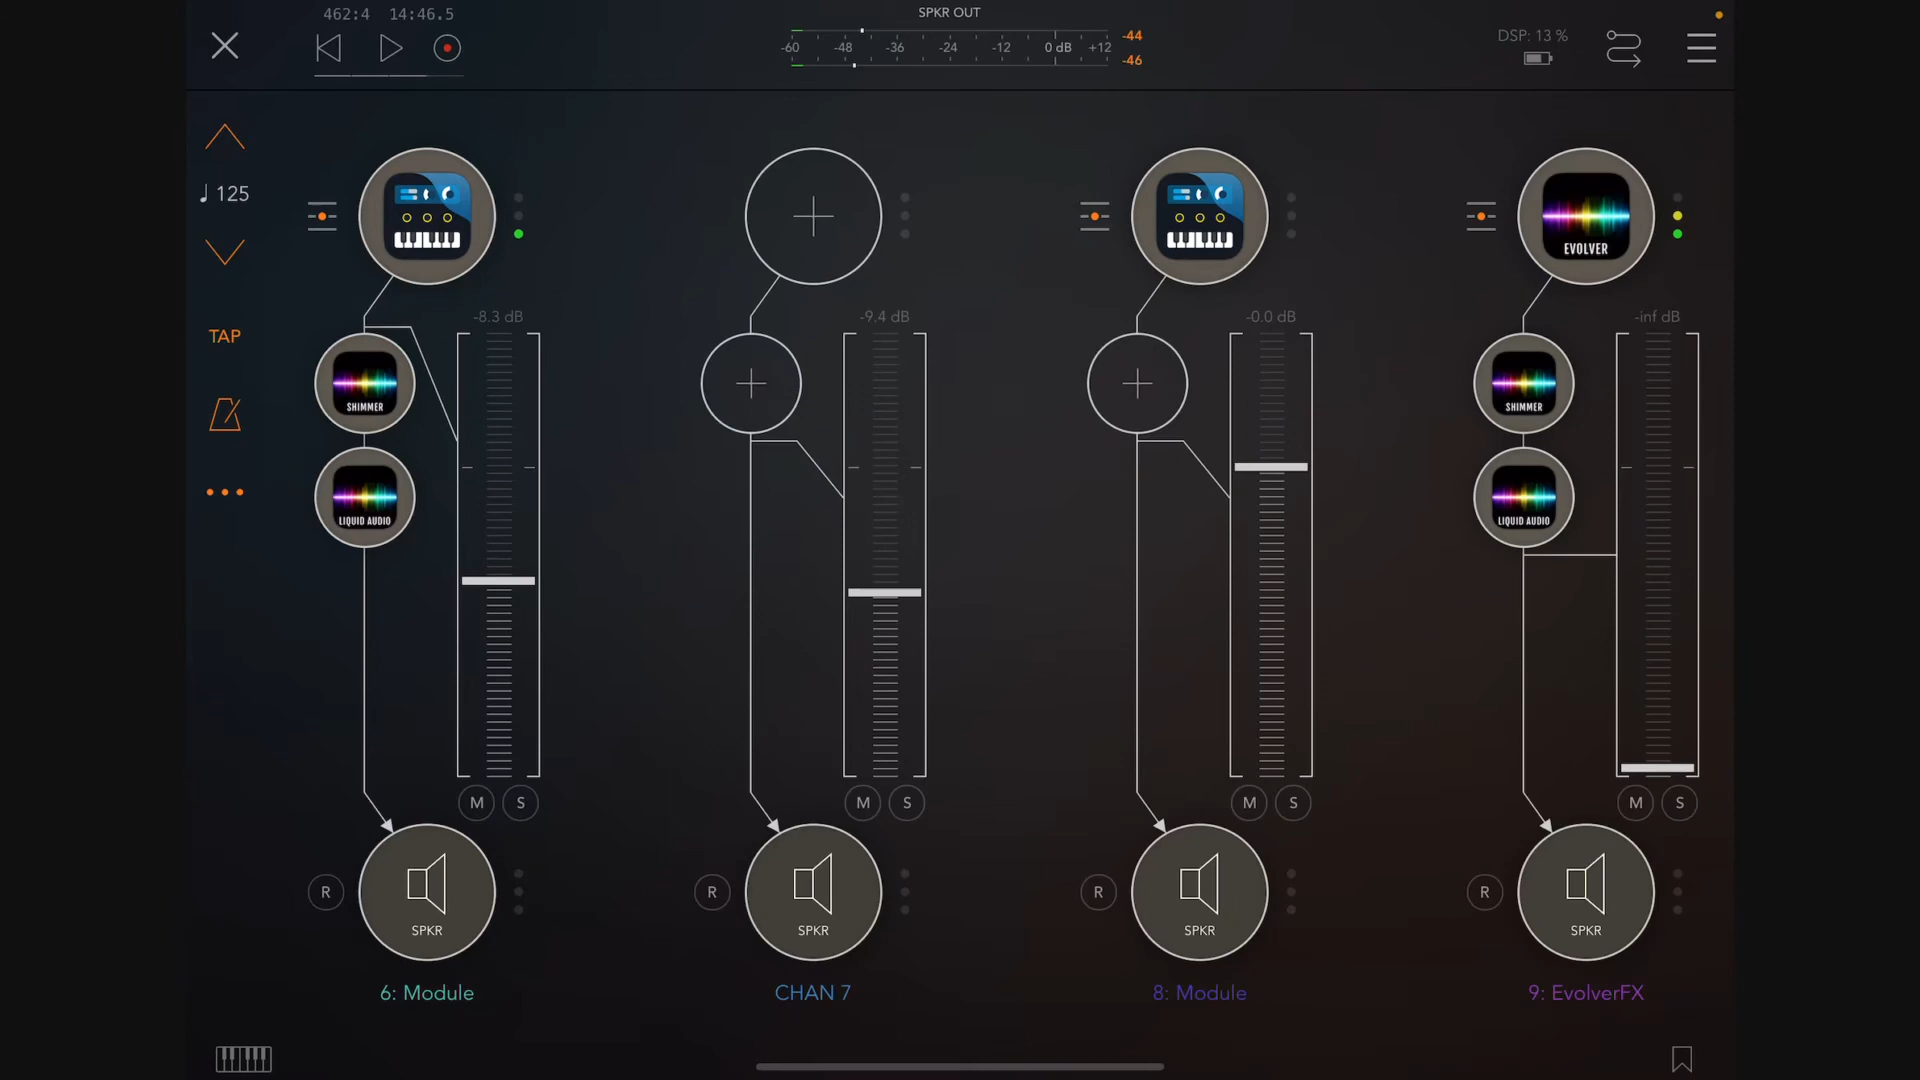 462:4 14:46.5
SPKR OUT
-60 -48 -36 -24 -12 0 dB +12
-44
-46
DSP: 13 %
125
TAP
EVOLVER
-8.3 dB
-9.4 dB
-0.0 dB
-inf dB
SHIMMER
SHIMMER
LIQUID AUDIO
LIQUID AUDIO
M S
M S
M S
M S
R
R
R
R
SPKR
SPKR
SPKR
SPKR
6: Module
CHAN 7
8: Module
9: EvolverFX